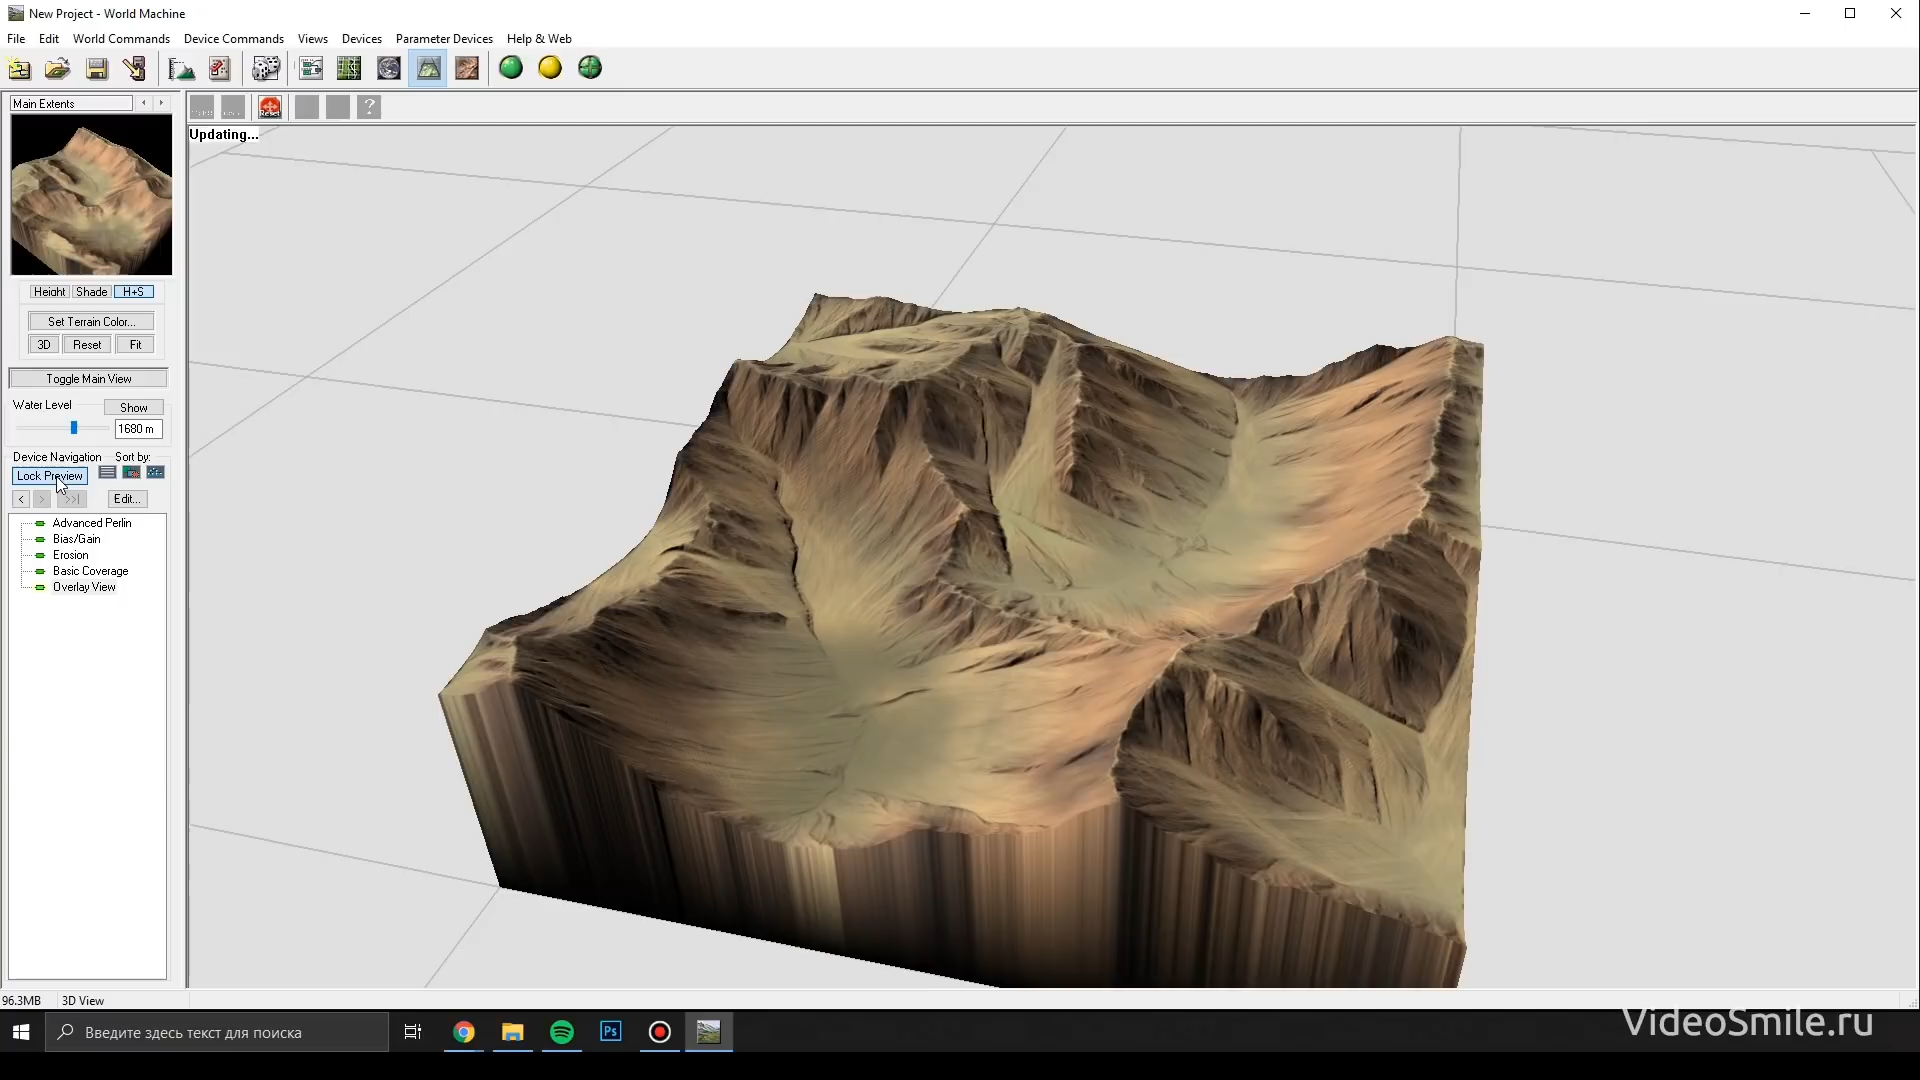 New Project - World Machine
File Edit World Commands Device Commands Views Devices Parameter Devices Help & Web
Main Extents
Reset
?
Updating...
Height Shade H+S
Set Terrain Color...
3D Reset Fit
Toggle Main View
Water Level Show
1680 m
Device Navigation Sort by:
Lock Preview
< > >>| Edit...
Advanced Perlin
Bias/Gain
Erosion
Basic Coverage
Overlay View
96.3MB 3D View
Введите здесь текст для поиска
Ps
VideoSmile.ru